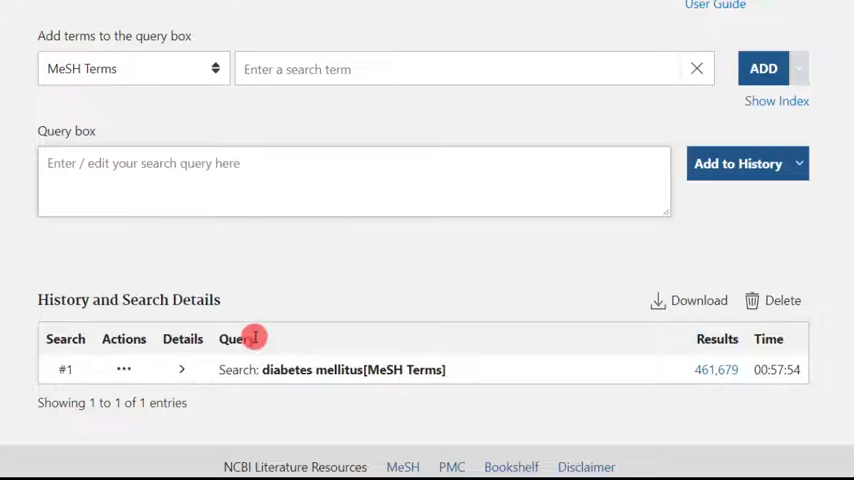 User Guide
Add terms to the query box
MeSH Terms Enter a search term ADD
Show Index
Query box
Enter / edit your search query here Add to History
History and Search Details Download Delete
Search Actions Details Query Results Time
#1 ••• > Search: diabetes mellitus[MeSH Terms] 461,679 00:57:54
Showing 1 to 1 of 1 entries
NCBI Literature Resources MeSH PMC Bookshelf Disclaimer